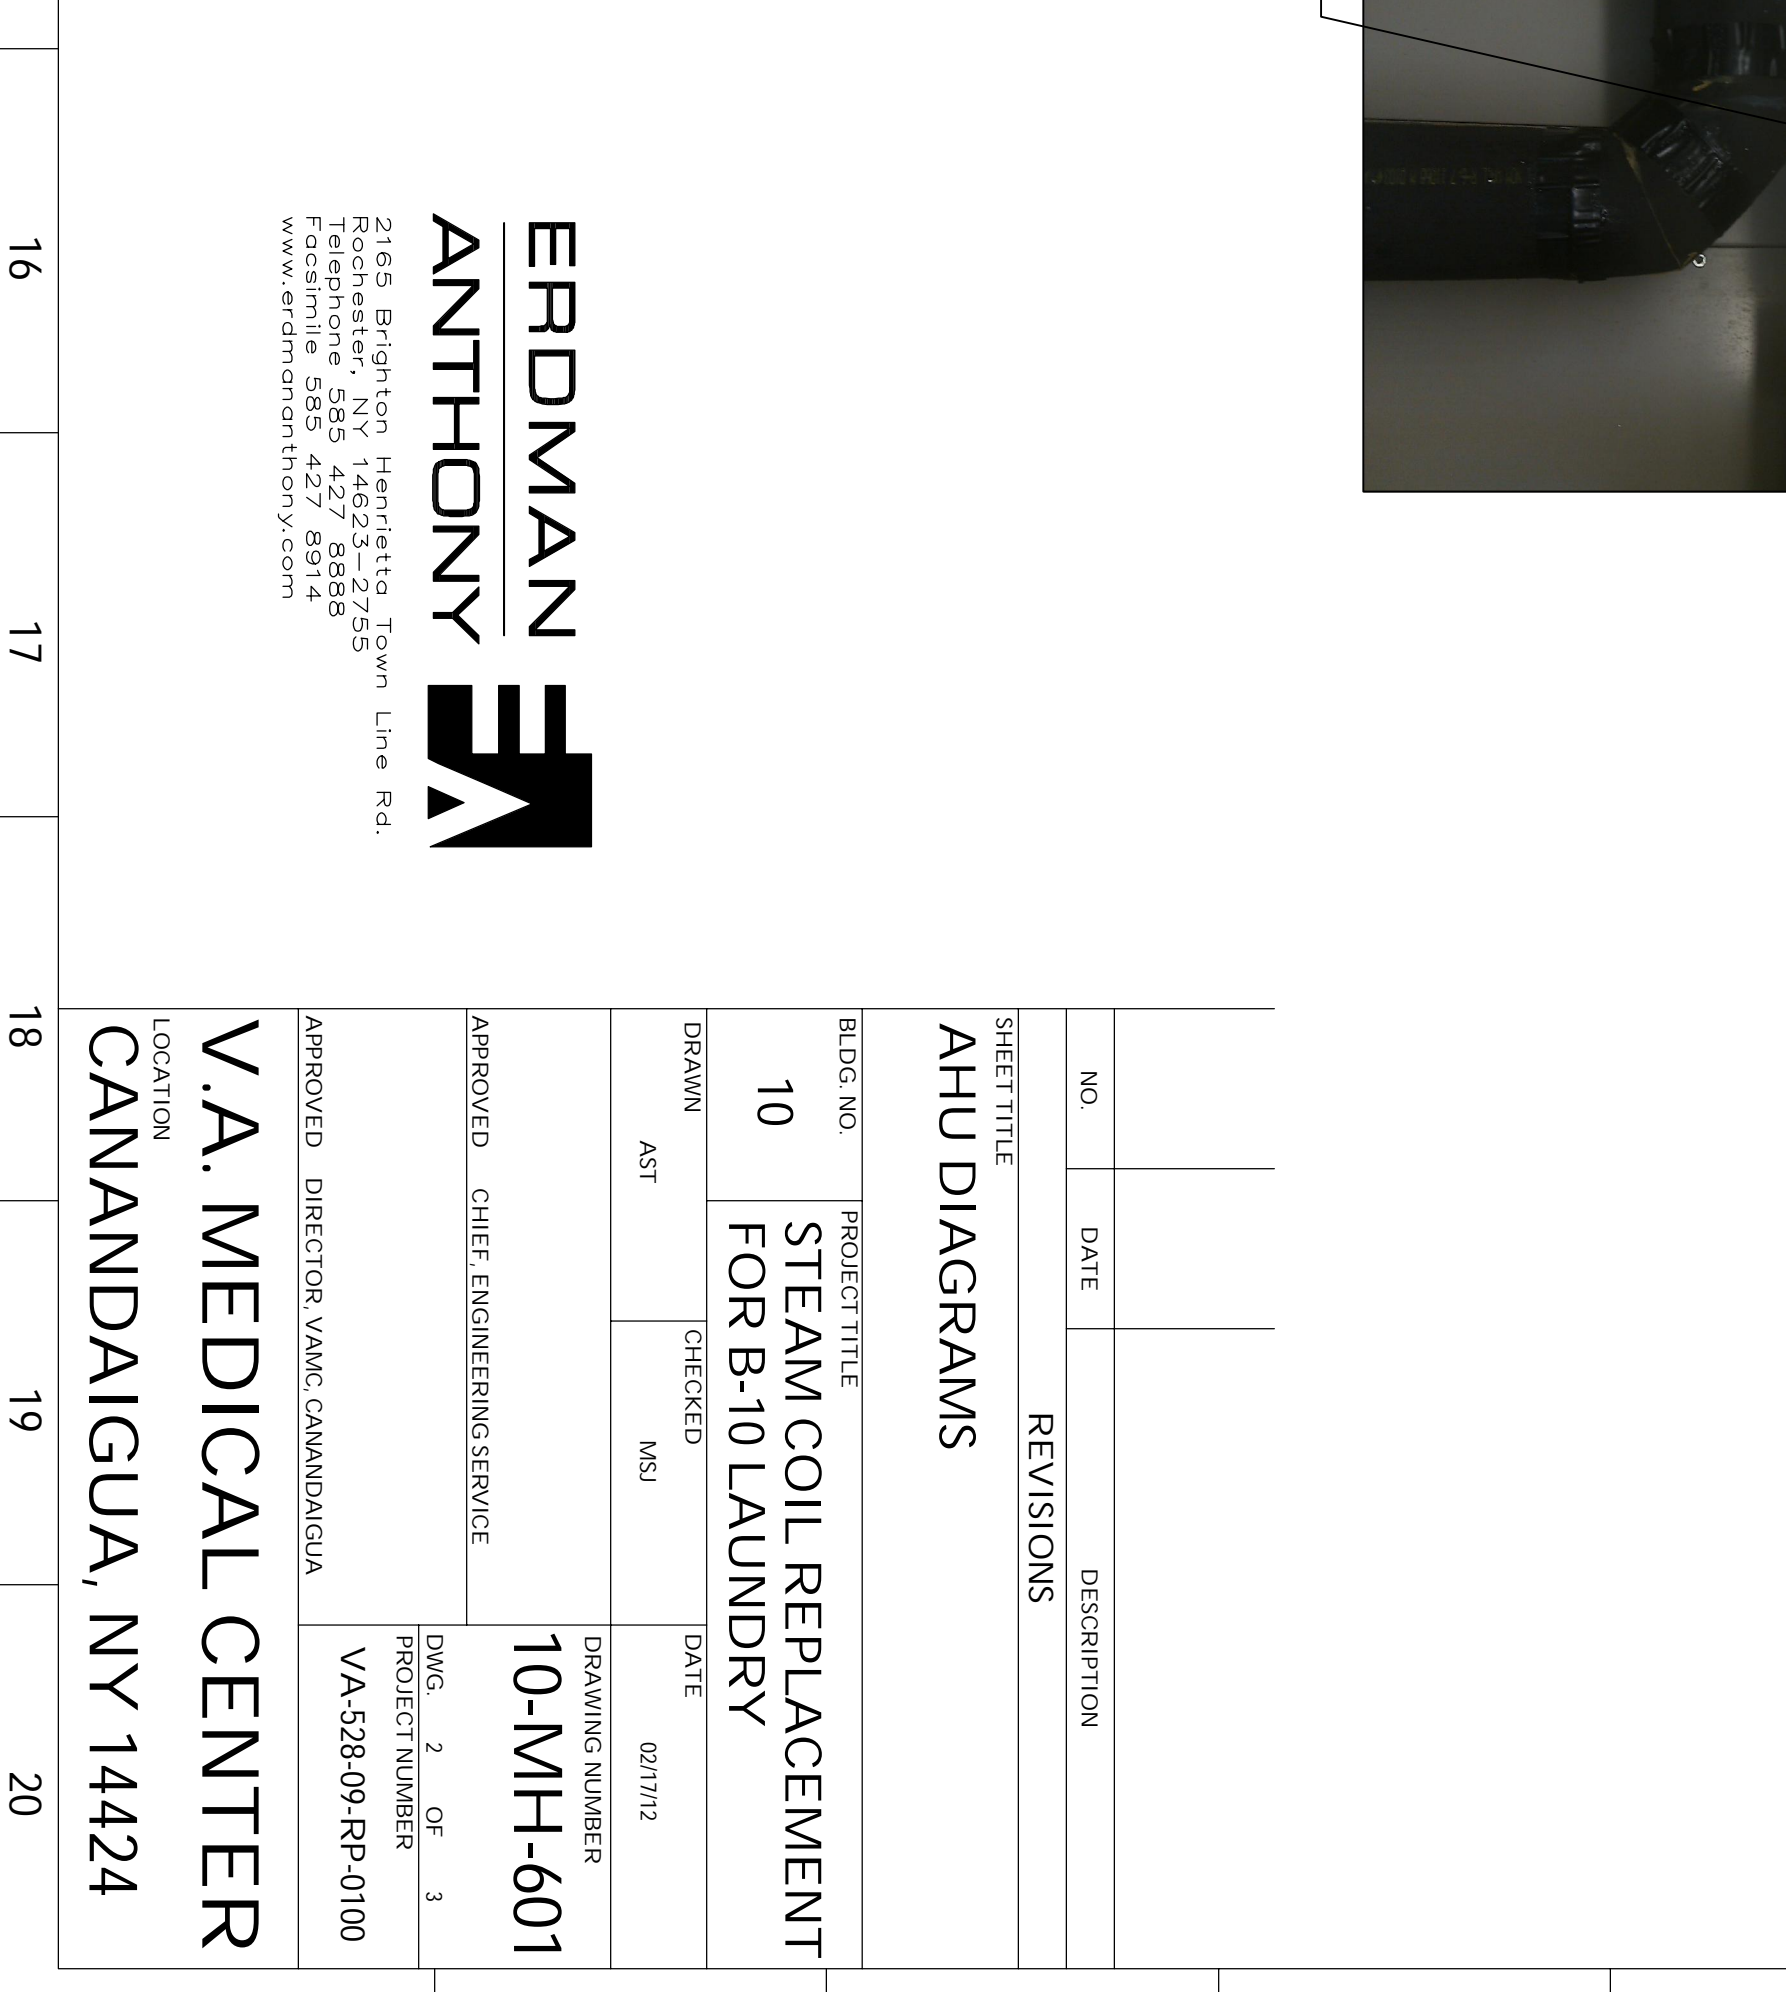 ERDMAN
ANTHONY
2165 Brighton Henrietta Town Line Rd.
Rochester, NY 14623-2755
Telephone 585 427 8888
Facsimile 585 427 8914
www.erdmananthony.com
NO.
DATE
DESCRIPTION
REVISIONS
SHEET TITLE
AHU DIAGRAMS
BLDG. NO.
10
PROJECT TITLE
STEAM COIL REPLACEMENT
FOR B-10 LAUNDRY
DRAWN
AST
CHECKED
MSJ
DATE
02/17/12
APPROVED CHIEF, ENGINEERING SERVICE
DRAWING NUMBER
10-MH-601
DWG. 2 OF 3
APPROVED DIRECTOR, VAMC, CANANDAIGUA
PROJECT NUMBER
VA-528-09-RP-0100
V.A. MEDICAL CENTER
LOCATION
CANANDAIGUA, NY 14424
16
17
18
19
20